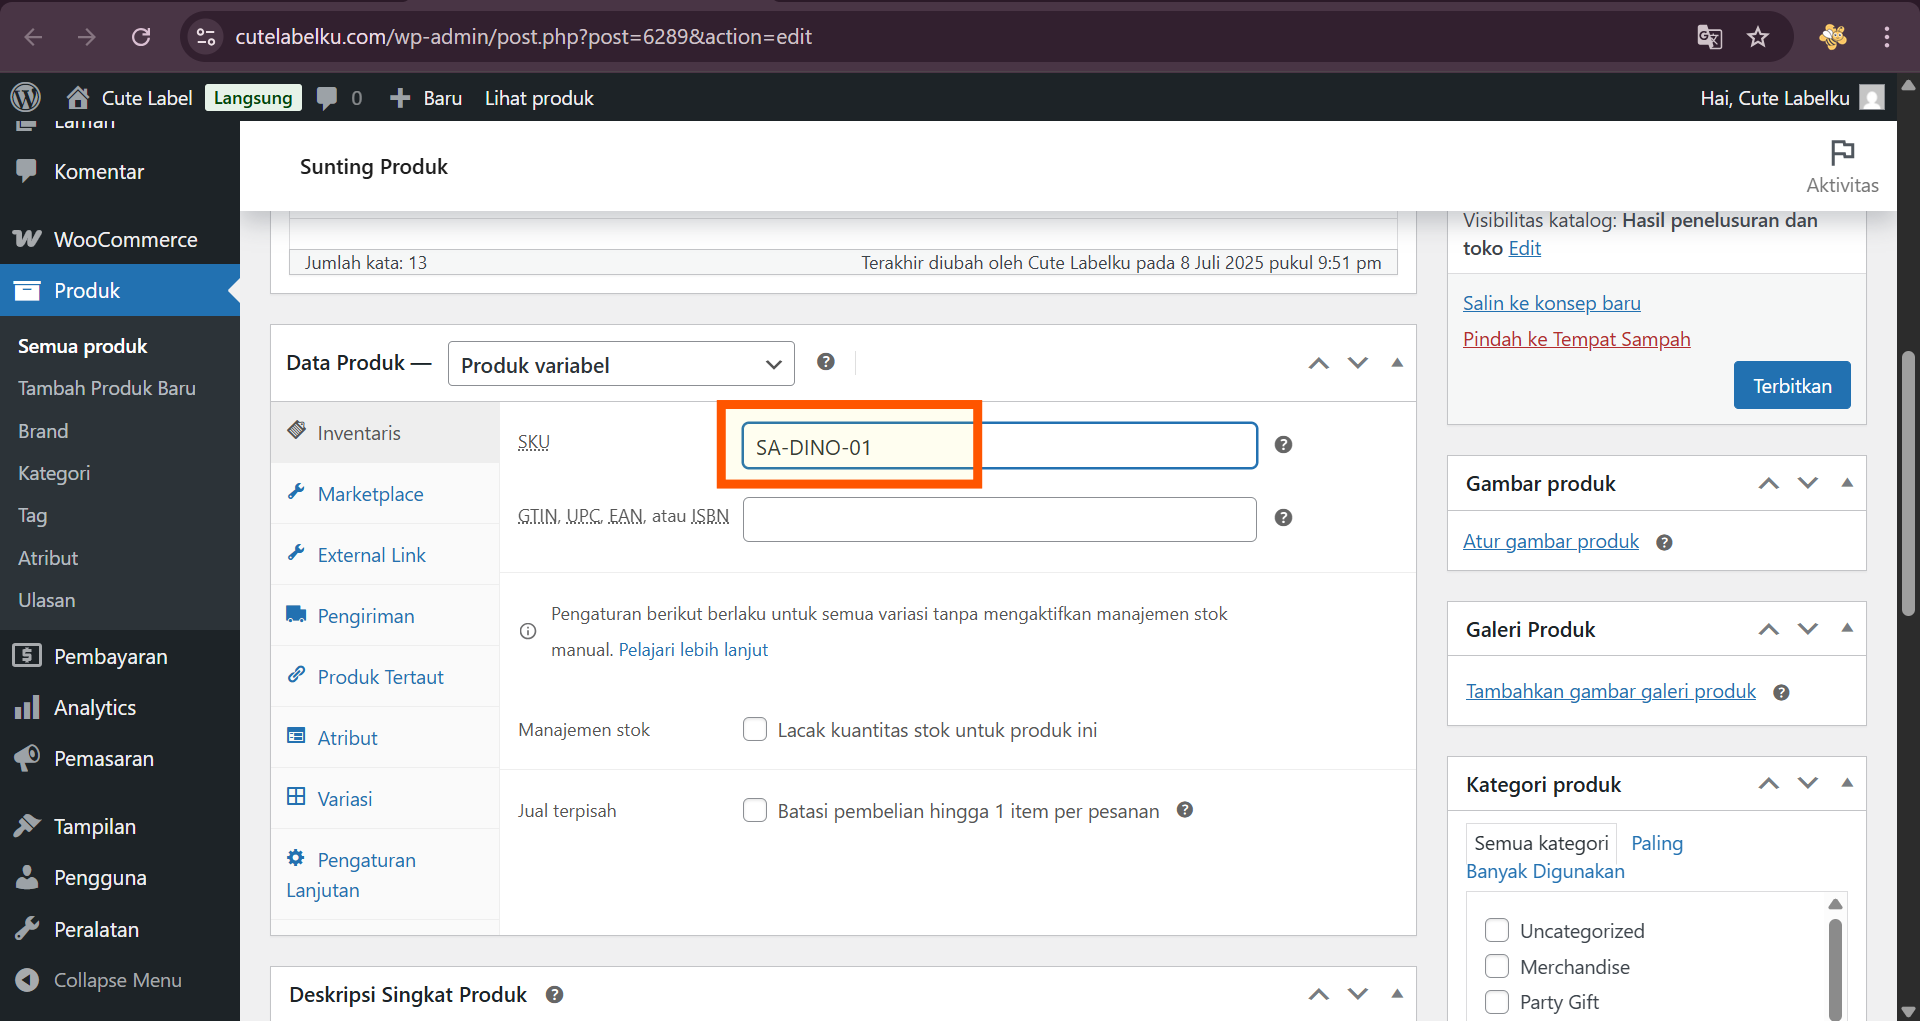 cutelabelku.com/wp-admin/post.php?post=6289&action=edit
Cute Label
Langsung
0
Baru
Lihat produk
Hai, Cute Labelku
Laman
Komentar
WooCommerce
Produk
Semua produk
Tambah Produk Baru
Brand
Kategori
Tag
Atribut
Ulasan
Pembayaran
Analytics
Pemasaran
Tampilan
Pengguna
Peralatan
Collapse Menu
Sunting Produk
Aktivitas
Jumlah kata: 13
Terakhir diubah oleh Cute Labelku pada 8 Juli 2025 pukul 9:51 pm
Data Produk —
Produk variabel
Inventaris
Marketplace
External Link
Pengiriman
Produk Tertaut
Atribut
Variasi
Pengaturan
Lanjutan
SKU
SA-DINO-01
GTIN, UPC, EAN, atau ISBN
Pengaturan berikut berlaku untuk semua variasi tanpa mengaktifkan manajemen stok
manual. Pelajari lebih lanjut
Manajemen stok
Lacak kuantitas stok untuk produk ini
Jual terpisah
Batasi pembelian hingga 1 item per pesanan
Deskripsi Singkat Produk
Visibilitas katalog: Hasil penelusuran dan
toko Edit
Salin ke konsep baru
Pindah ke Tempat Sampah
Terbitkan
Gambar produk
Atur gambar produk
Galeri Produk
Tambahkan gambar galeri produk
Kategori produk
Semua kategori
Paling
Banyak Digunakan
Uncategorized
Merchandise
Party Gift